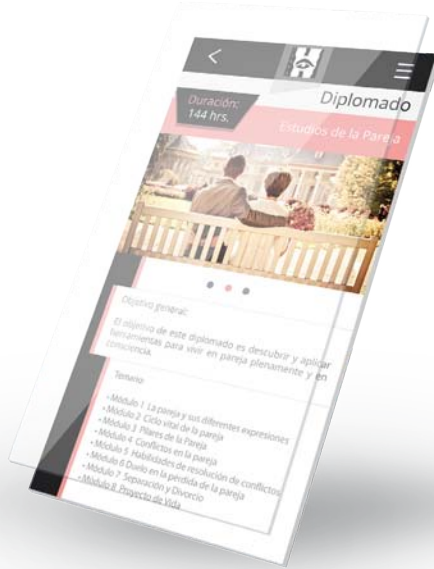 Diplomado
Duración:
144 hrs.
Estudios de la Pareja
Objetivo general:
El objetivo de este diplomado es descubrir y aplicar
herramientas para vivir en pareja plenamente y en
consciencia.
Temario:
• Módulo 1 La pareja y sus diferentes expresiones
• Módulo 2 Ciclo vital de la pareja
• Módulo 3 Pilares de la Pareja
• Módulo 4 Conflictos en la pareja
• Módulo 5 Habilidades de resolución de conflictos
• Módulo 6 Duelo en la pérdida de la pareja
• Módulo 7 Separación y Divorcio
• Módulo 8 Proyecto de Vida